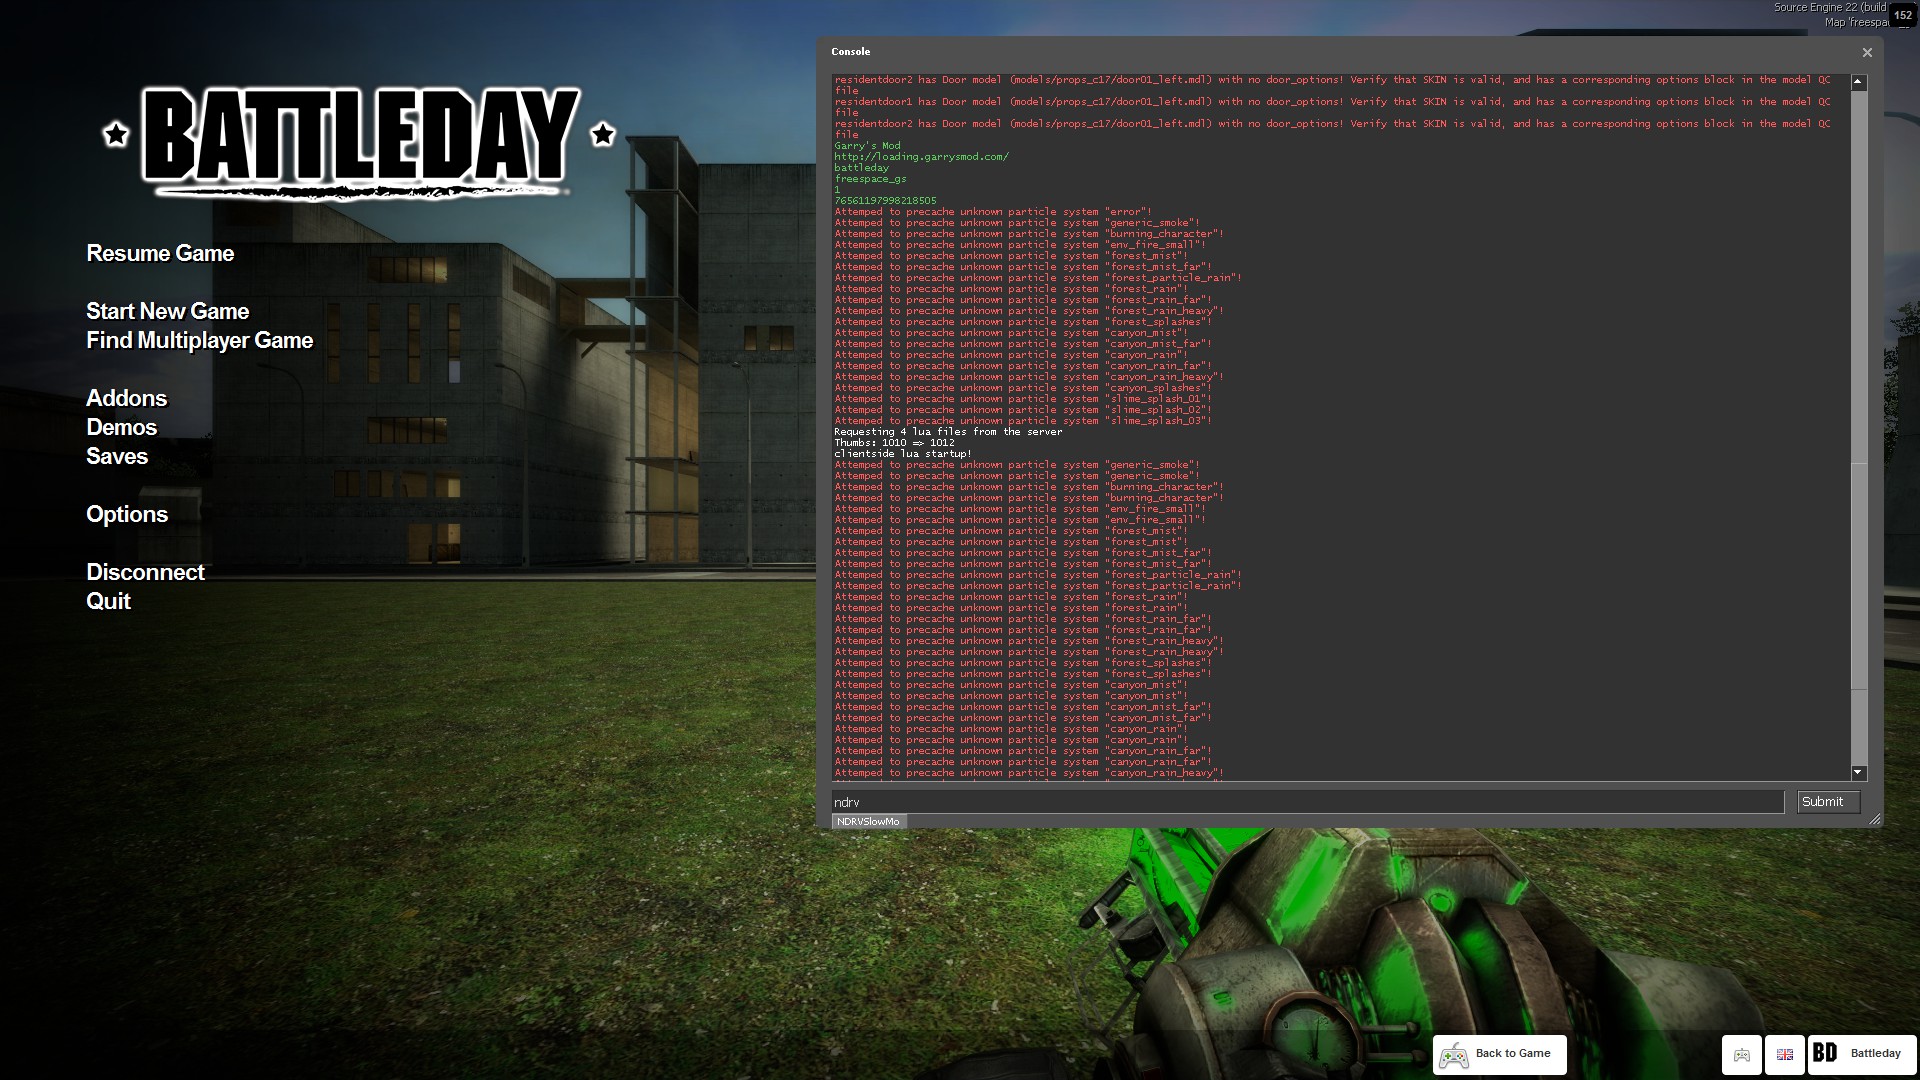 Source Engine 22 (build
Map 'freespa
152
BATTLEDAY
Resume Game
Start New Game
Find Multiplayer Game
Addons
Demos
Saves
Options
Disconnect
Quit
Console
residentdoor2 has Door model (models/props_c17/door01_left.mdl) with no door_options! Verify that SKIN is valid, and has a corresponding options block in the model QC
file
residentdoor1 has Door model (models/props_c17/door01_left.mdl) with no door_options! Verify that SKIN is valid, and has a corresponding options block in the model QC
file
residentdoor2 has Door model (models/props_c17/door01_left.mdl) with no door_options! Verify that SKIN is valid, and has a corresponding options block in the model QC
file
Garry's Mod
http://loading.garrysmod.com/
battleday
freespace_gs
1
76561197998218505
Attemped to precache unknown particle system "error"!
Attemped to precache unknown particle system "generic_smoke"!
Attemped to precache unknown particle system "burning_character"!
Attemped to precache unknown particle system "env_fire_small"!
Attemped to precache unknown particle system "forest_mist"!
Attemped to precache unknown particle system "forest_mist_far"!
Attemped to precache unknown particle system "forest_particle_rain"!
Attemped to precache unknown particle system "forest_rain"!
Attemped to precache unknown particle system "forest_rain_far"!
Attemped to precache unknown particle system "forest_rain_heavy"!
Attemped to precache unknown particle system "forest_splashes"!
Attemped to precache unknown particle system "canyon_mist"!
Attemped to precache unknown particle system "canyon_mist_far"!
Attemped to precache unknown particle system "canyon_rain"!
Attemped to precache unknown particle system "canyon_rain_far"!
Attemped to precache unknown particle system "canyon_rain_heavy"!
Attemped to precache unknown particle system "canyon_splashes"!
Attemped to precache unknown particle system "slime_splash_01"!
Attemped to precache unknown particle system "slime_splash_02"!
Attemped to precache unknown particle system "slime_splash_03"!
Requesting 4 lua files from the server
Thumbs: 1010 => 1012
clientside lua startup!
Attemped to precache unknown particle system "generic_smoke"!
Attemped to precache unknown particle system "generic_smoke"!
Attemped to precache unknown particle system "burning_character"!
Attemped to precache unknown particle system "burning_character"!
Attemped to precache unknown particle system "env_fire_small"!
Attemped to precache unknown particle system "env_fire_small"!
Attemped to precache unknown particle system "forest_mist"!
Attemped to precache unknown particle system "forest_mist"!
Attemped to precache unknown particle system "forest_mist_far"!
Attemped to precache unknown particle system "forest_mist_far"!
Attemped to precache unknown particle system "forest_particle_rain"!
Attemped to precache unknown particle system "forest_particle_rain"!
Attemped to precache unknown particle system "forest_rain"!
Attemped to precache unknown particle system "forest_rain"!
Attemped to precache unknown particle system "forest_rain_far"!
Attemped to precache unknown particle system "forest_rain_far"!
Attemped to precache unknown particle system "forest_rain_heavy"!
Attemped to precache unknown particle system "forest_rain_heavy"!
Attemped to precache unknown particle system "forest_splashes"!
Attemped to precache unknown particle system "forest_splashes"!
Attemped to precache unknown particle system "canyon_mist"!
Attemped to precache unknown particle system "canyon_mist"!
Attemped to precache unknown particle system "canyon_mist_far"!
Attemped to precache unknown particle system "canyon_mist_far"!
Attemped to precache unknown particle system "canyon_rain"!
Attemped to precache unknown particle system "canyon_rain"!
Attemped to precache unknown particle system "canyon_rain_far"!
Attemped to precache unknown particle system "canyon_rain_far"!
Attemped to precache unknown particle system "canyon_rain_heavy"!
ndrv
Submit
NDRVSlowMo
Back to Game
BD Battleday